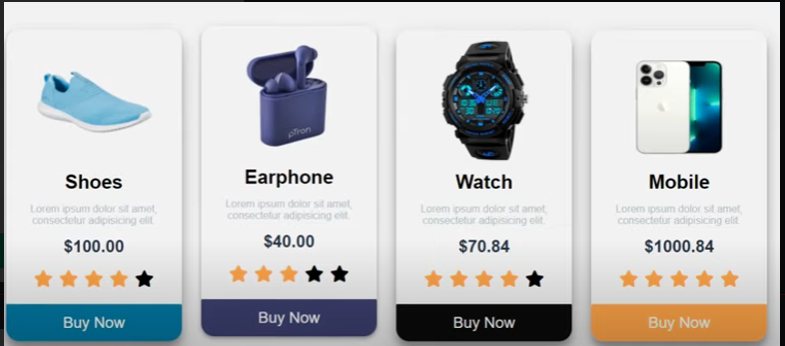 Shoes
Lorem ipsum dolor sit amet,
consectetur adipisicing elit.
$100.00
Buy Now
pTron
Earphone
Lorem ipsum dolor sit amet,
consectetur adipisicing elit.
$40.00
Buy Now
Watch
Lorem ipsum dolor sit amet,
consectetur adipisicing elit.
$70.84
Buy Now
Mobile
Lorem ipsum dolor sit amet,
consectetur adipisicing elit.
$1000.84
Buy Now